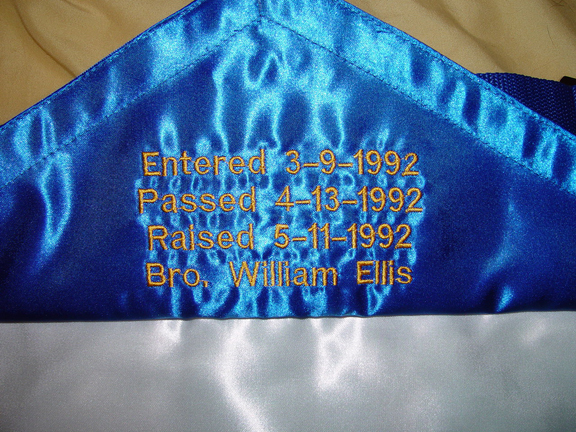 Entered 3-9-1992
Passed 4-13-1992
Raised 5-11-1992
Bro. William Ellis